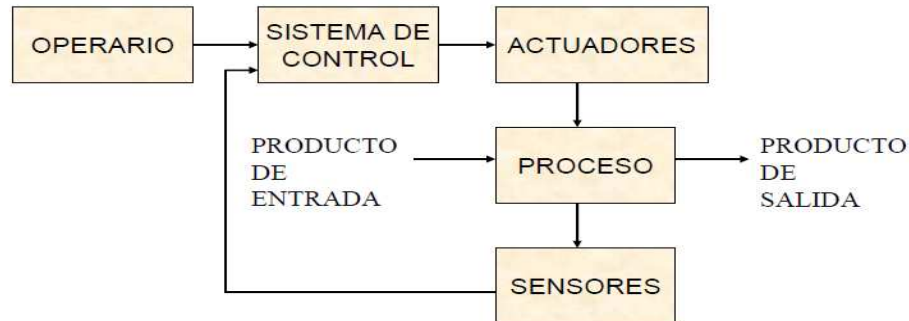 OPERARIO
SISTEMA DE
CONTROL
ACTUADORES
PRODUCTO
DE
ENTRADA
PROCESO
PRODUCTO
DE
SALIDA
SENSORES